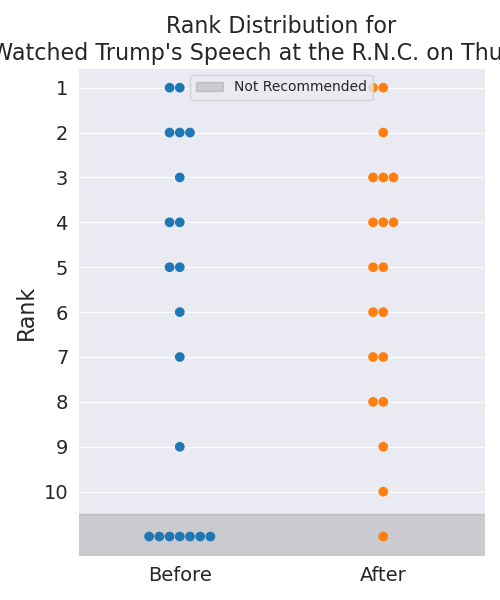 Rank Distribution for
Watched Trump's Speech at the R.N.C. on Thu
Not Recommended
1
2
3
4
5
6
7
8
9
10
Rank
Before
After